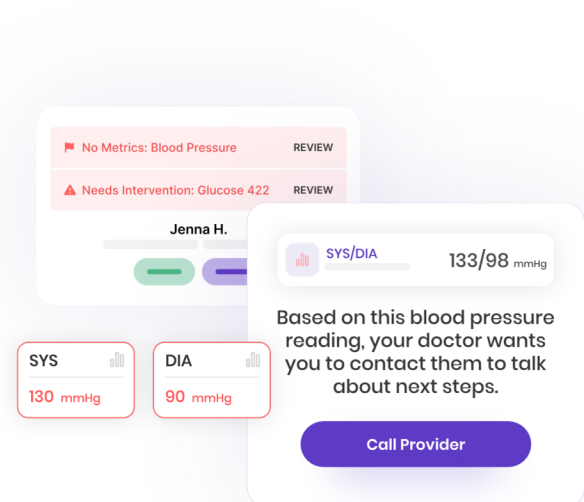 No Metrics: Blood Pressure REVIEW
Needs Intervention: Glucose 422 REVIEW
Jenna H.
SYS/DIA 133/98 mmHg
Based on this blood pressure
reading, your doctor wants
you to contact them to talk
about next steps.
Call Provider
SYS
130 mmHg
DIA
90 mmHg